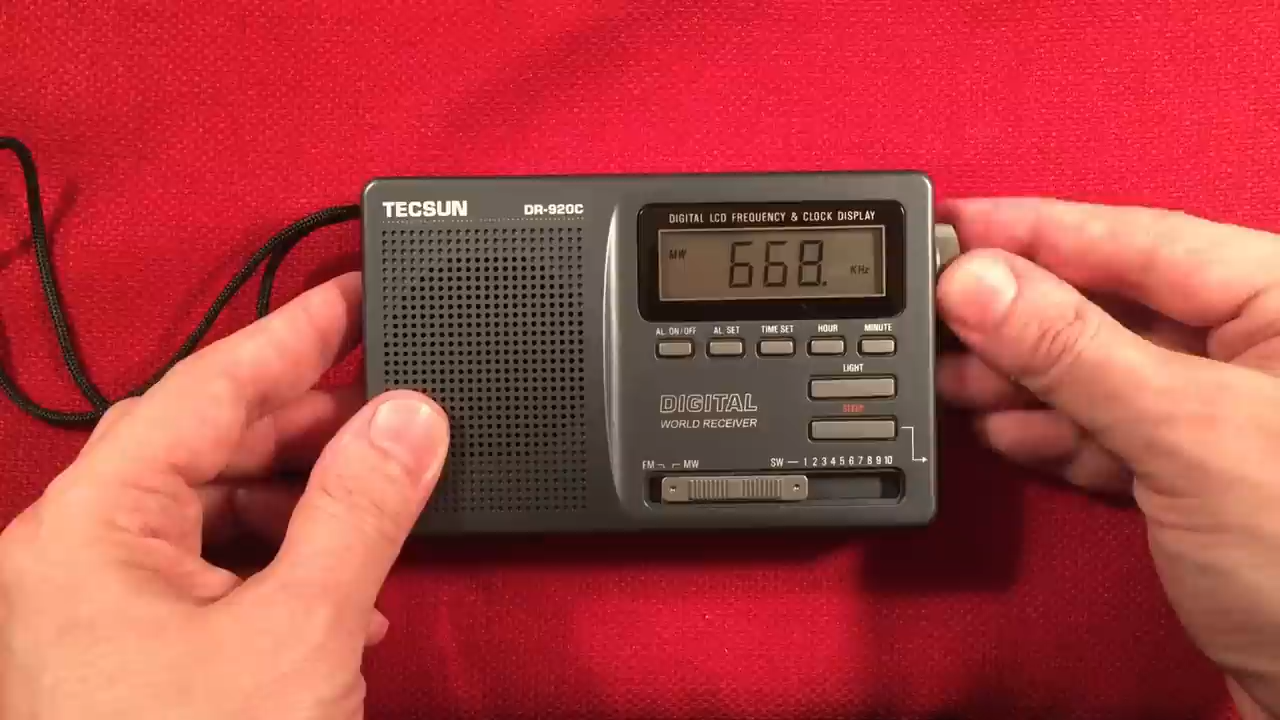 TECSUN DR-920C
DIGITAL LCD FREQUENCY & CLOCK DISPLAY
MW 668. KHz
AL. ON/OFF AL. SET TIME SET HOUR MINUTE
LIGHT
DIGITAL
SLEEP
WORLD RECEIVER
FM MW SW 1 2 3 4 5 6 7 8 9 10